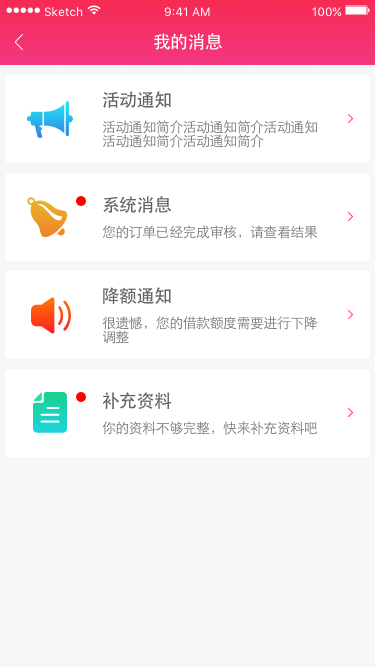 Sketch
9:41 AM
100%
我的消息
活动通知
活动通知简介活动通知简介活动通知
活动通知简介活动通知简介
系统消息
您的订单已经完成审核，请查看结果
降额通知
很遗憾，您的借款额度需要进行下降
调整
补充资料
你的资料不够完整，快来补充资料吧